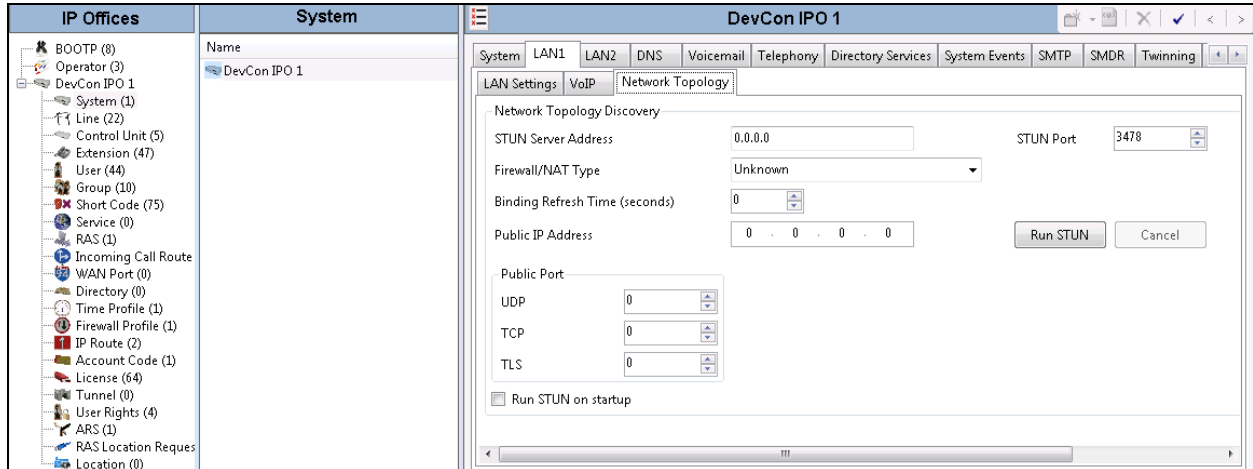 IP Offices
BOOTP (8)
Operator (3)
DevCon IPO 1
System (1)
Line (22)
Control Unit (5)
Extension (47)
User (44)
Group (10)
Short Code (75)
Service (0)
RAS (1)
Incoming Call Route
WAN Port (0)
Directory (0)
Time Profile (1)
Firewall Profile (1)
IP Route (2)
Account Code (1)
License (64)
Tunnel (0)
User Rights (4)
ARS (1)
RAS Location Reques
Location (0)
System
Name
DevCon IPO 1
DevCon IPO 1
System LAN1 LAN2 DNS Voicemail Telephony Directory Services System Events SMTP SMDR Twinning
LAN Settings VoIP Network Topology
Network Topology Discovery
STUN Server Address 0.0.0.0 STUN Port 3478
Firewall/NAT Type Unknown
Binding Refresh Time (seconds) 0
Public IP Address 0 . 0 . 0 . 0 Run STUN Cancel
Public Port
UDP 0
TCP 0
TLS 0
Run STUN on startup